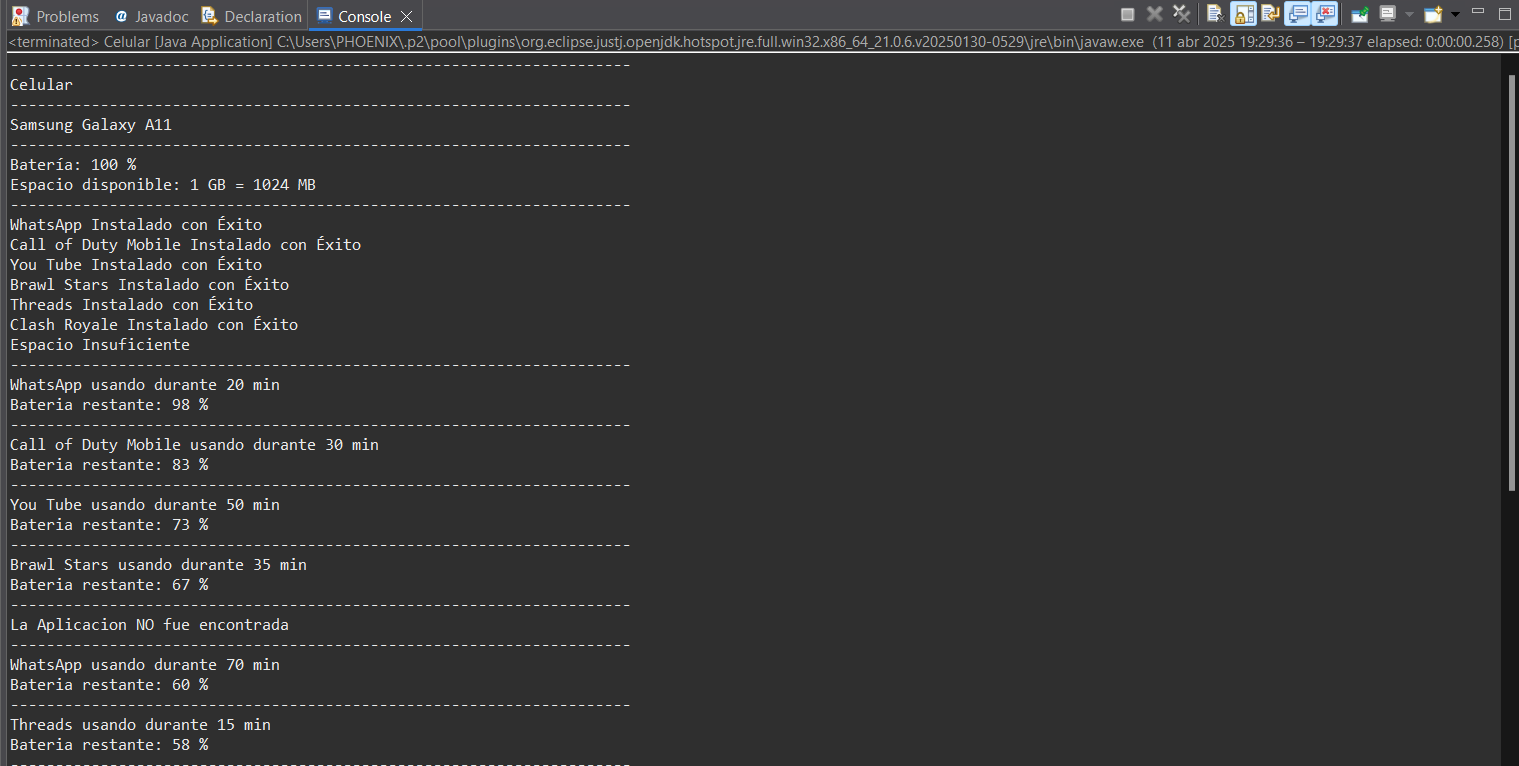 Problems Javadoc Declaration Console
<terminated> Celular [Java Application] C:\Users\PHOENIX\.p2\pool\plugins\org.eclipse.justj.openjdk.hotspot.jre.full.win32.x86_64_21.0.6.v20250130-0529\jre\bin\javaw.exe (11 abr 2025 19:29:36 – 19:29:37 elapsed: 0:00:00.258) [p
---------------------------------------------------------------------
Celular
---------------------------------------------------------------------
Samsung Galaxy A11
---------------------------------------------------------------------
Batería: 100 %
Espacio disponible: 1 GB = 1024 MB
---------------------------------------------------------------------
WhatsApp Instalado con Éxito
Call of Duty Mobile Instalado con Éxito
You Tube Instalado con Éxito
Brawl Stars Instalado con Éxito
Threads Instalado con Éxito
Clash Royale Instalado con Éxito
Espacio Insuficiente
---------------------------------------------------------------------
WhatsApp usando durante 20 min
Bateria restante: 98 %
---------------------------------------------------------------------
Call of Duty Mobile usando durante 30 min
Bateria restante: 83 %
---------------------------------------------------------------------
You Tube usando durante 50 min
Bateria restante: 73 %
---------------------------------------------------------------------
Brawl Stars usando durante 35 min
Bateria restante: 67 %
---------------------------------------------------------------------
La Aplicacion NO fue encontrada
---------------------------------------------------------------------
WhatsApp usando durante 70 min
Bateria restante: 60 %
---------------------------------------------------------------------
Threads usando durante 15 min
Bateria restante: 58 %
---------------------------------------------------------------------